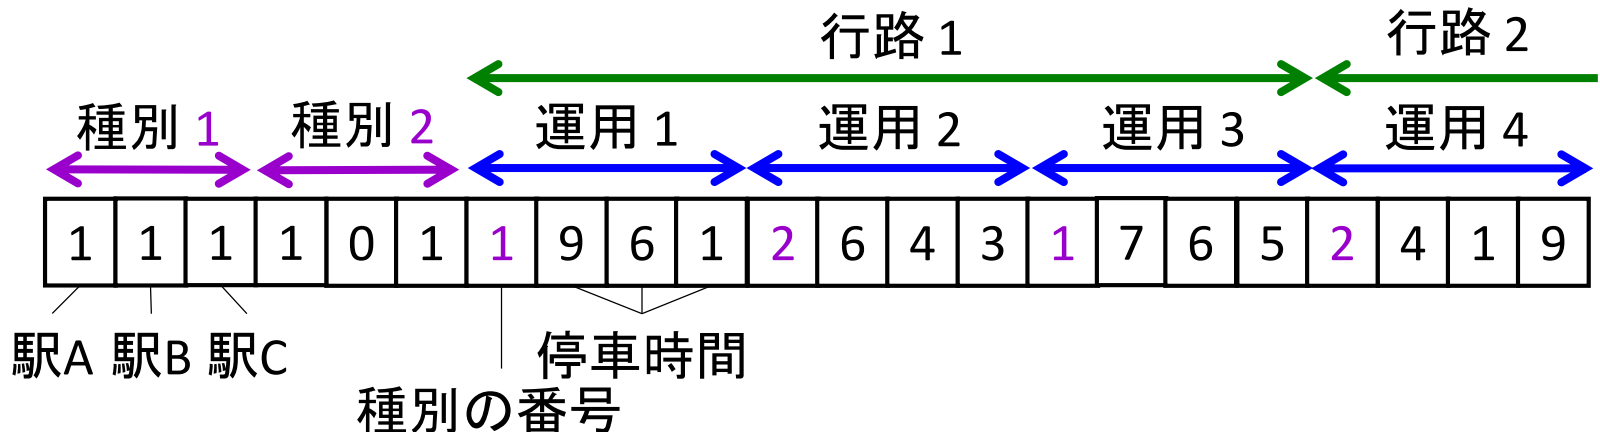 行路 1 行路 2
種別 1 種別 2 運用 1 運用 2 運用 3 運用 4
1 1 1 1 0 1 1 9 6 1 2 6 4 3 1 7 6 5 2 4 1 9
駅A 駅B 駅C 停車時間
種別の番号